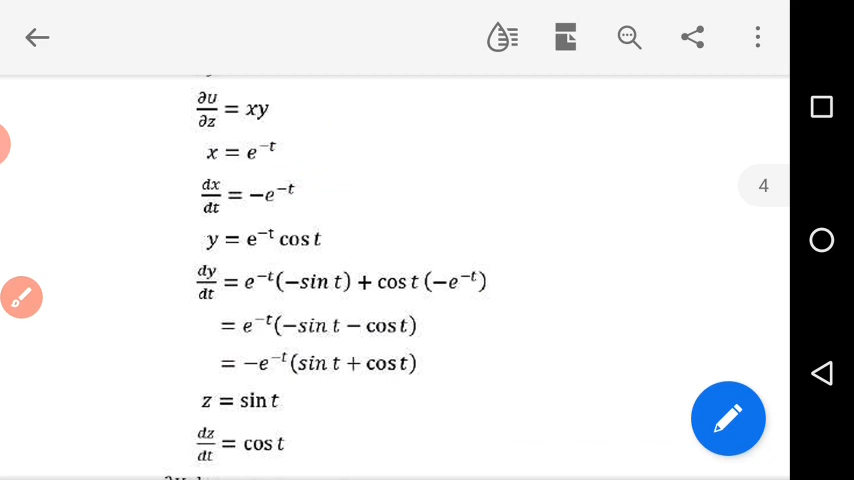 4
∂u/∂z = xy
x = e^−t
dx/dt = −e^−t
y = e^−t cos t
dy/dt = e^−t(−sin t) + cos t (−e^−t)
= e^−t(−sin t − cos t)
= −e^−t(sin t + cos t)
z = sin t
dz/dt = cos t